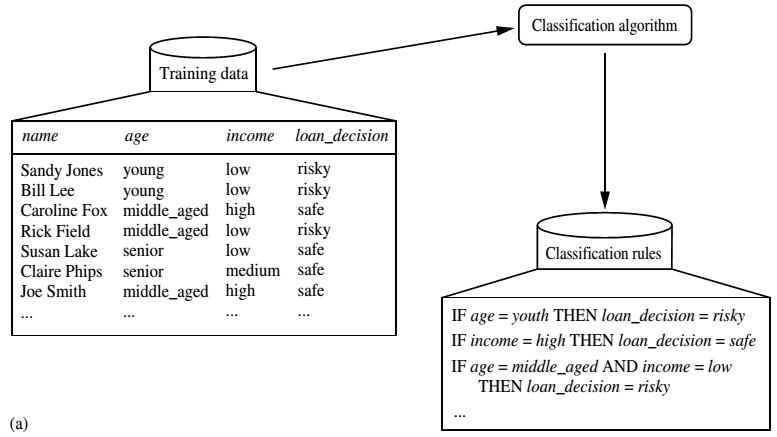 Classification algorithm
Training data
name age income loan_decision
Sandy Jones young low risky
Bill Lee young low risky
Caroline Fox middle_aged high safe
Rick Field middle_aged low risky
Susan Lake senior low safe
Claire Phips senior medium safe
Joe Smith middle_aged high safe
... ... ... ...
Classification rules
IF age = youth THEN loan_decision = risky
IF income = high THEN loan_decision = safe
IF age = middle_aged AND income = low
THEN loan_decision = risky
...
(a)